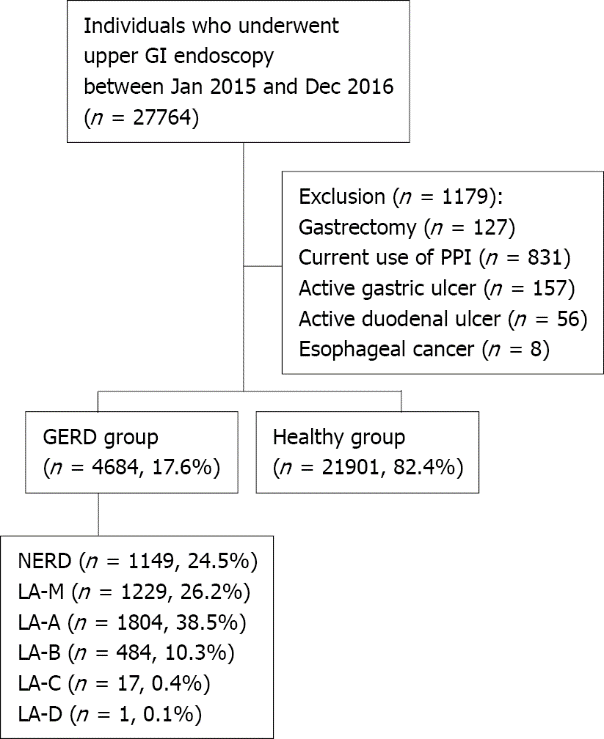 Individuals who underwent
upper GI endoscopy
between Jan 2015 and Dec 2016
(n = 27764)
Exclusion (n = 1179):
Gastrectomy (n = 127)
Current use of PPI (n = 831)
Active gastric ulcer (n = 157)
Active duodenal ulcer (n = 56)
Esophageal cancer (n = 8)
GERD group
(n = 4684, 17.6%)
Healthy group
(n = 21901, 82.4%)
NERD (n = 1149, 24.5%)
LA-M (n = 1229, 26.2%)
LA-A (n = 1804, 38.5%)
LA-B (n = 484, 10.3%)
LA-C (n = 17, 0.4%)
LA-D (n = 1, 0.1%)